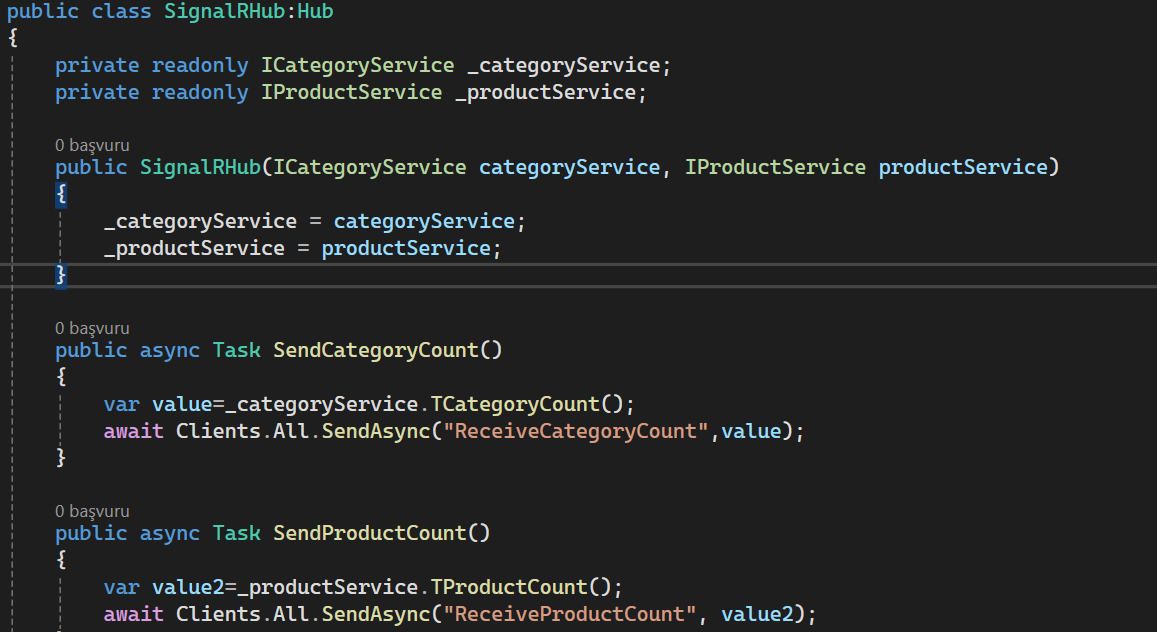 public class SignalRHub:Hub
{
private readonly ICategoryService _categoryService;
private readonly IProductService _productService;
0 başvuru
public SignalRHub(ICategoryService categoryService, IProductService productService)
{
_categoryService = categoryService;
_productService = productService;
}
0 başvuru
public async Task SendCategoryCount()
{
var value=_categoryService.TCategoryCount();
await Clients.All.SendAsync("ReceiveCategoryCount",value);
}
0 başvuru
public async Task SendProductCount()
{
var value2=_productService.TProductCount();
await Clients.All.SendAsync("ReceiveProductCount", value2);